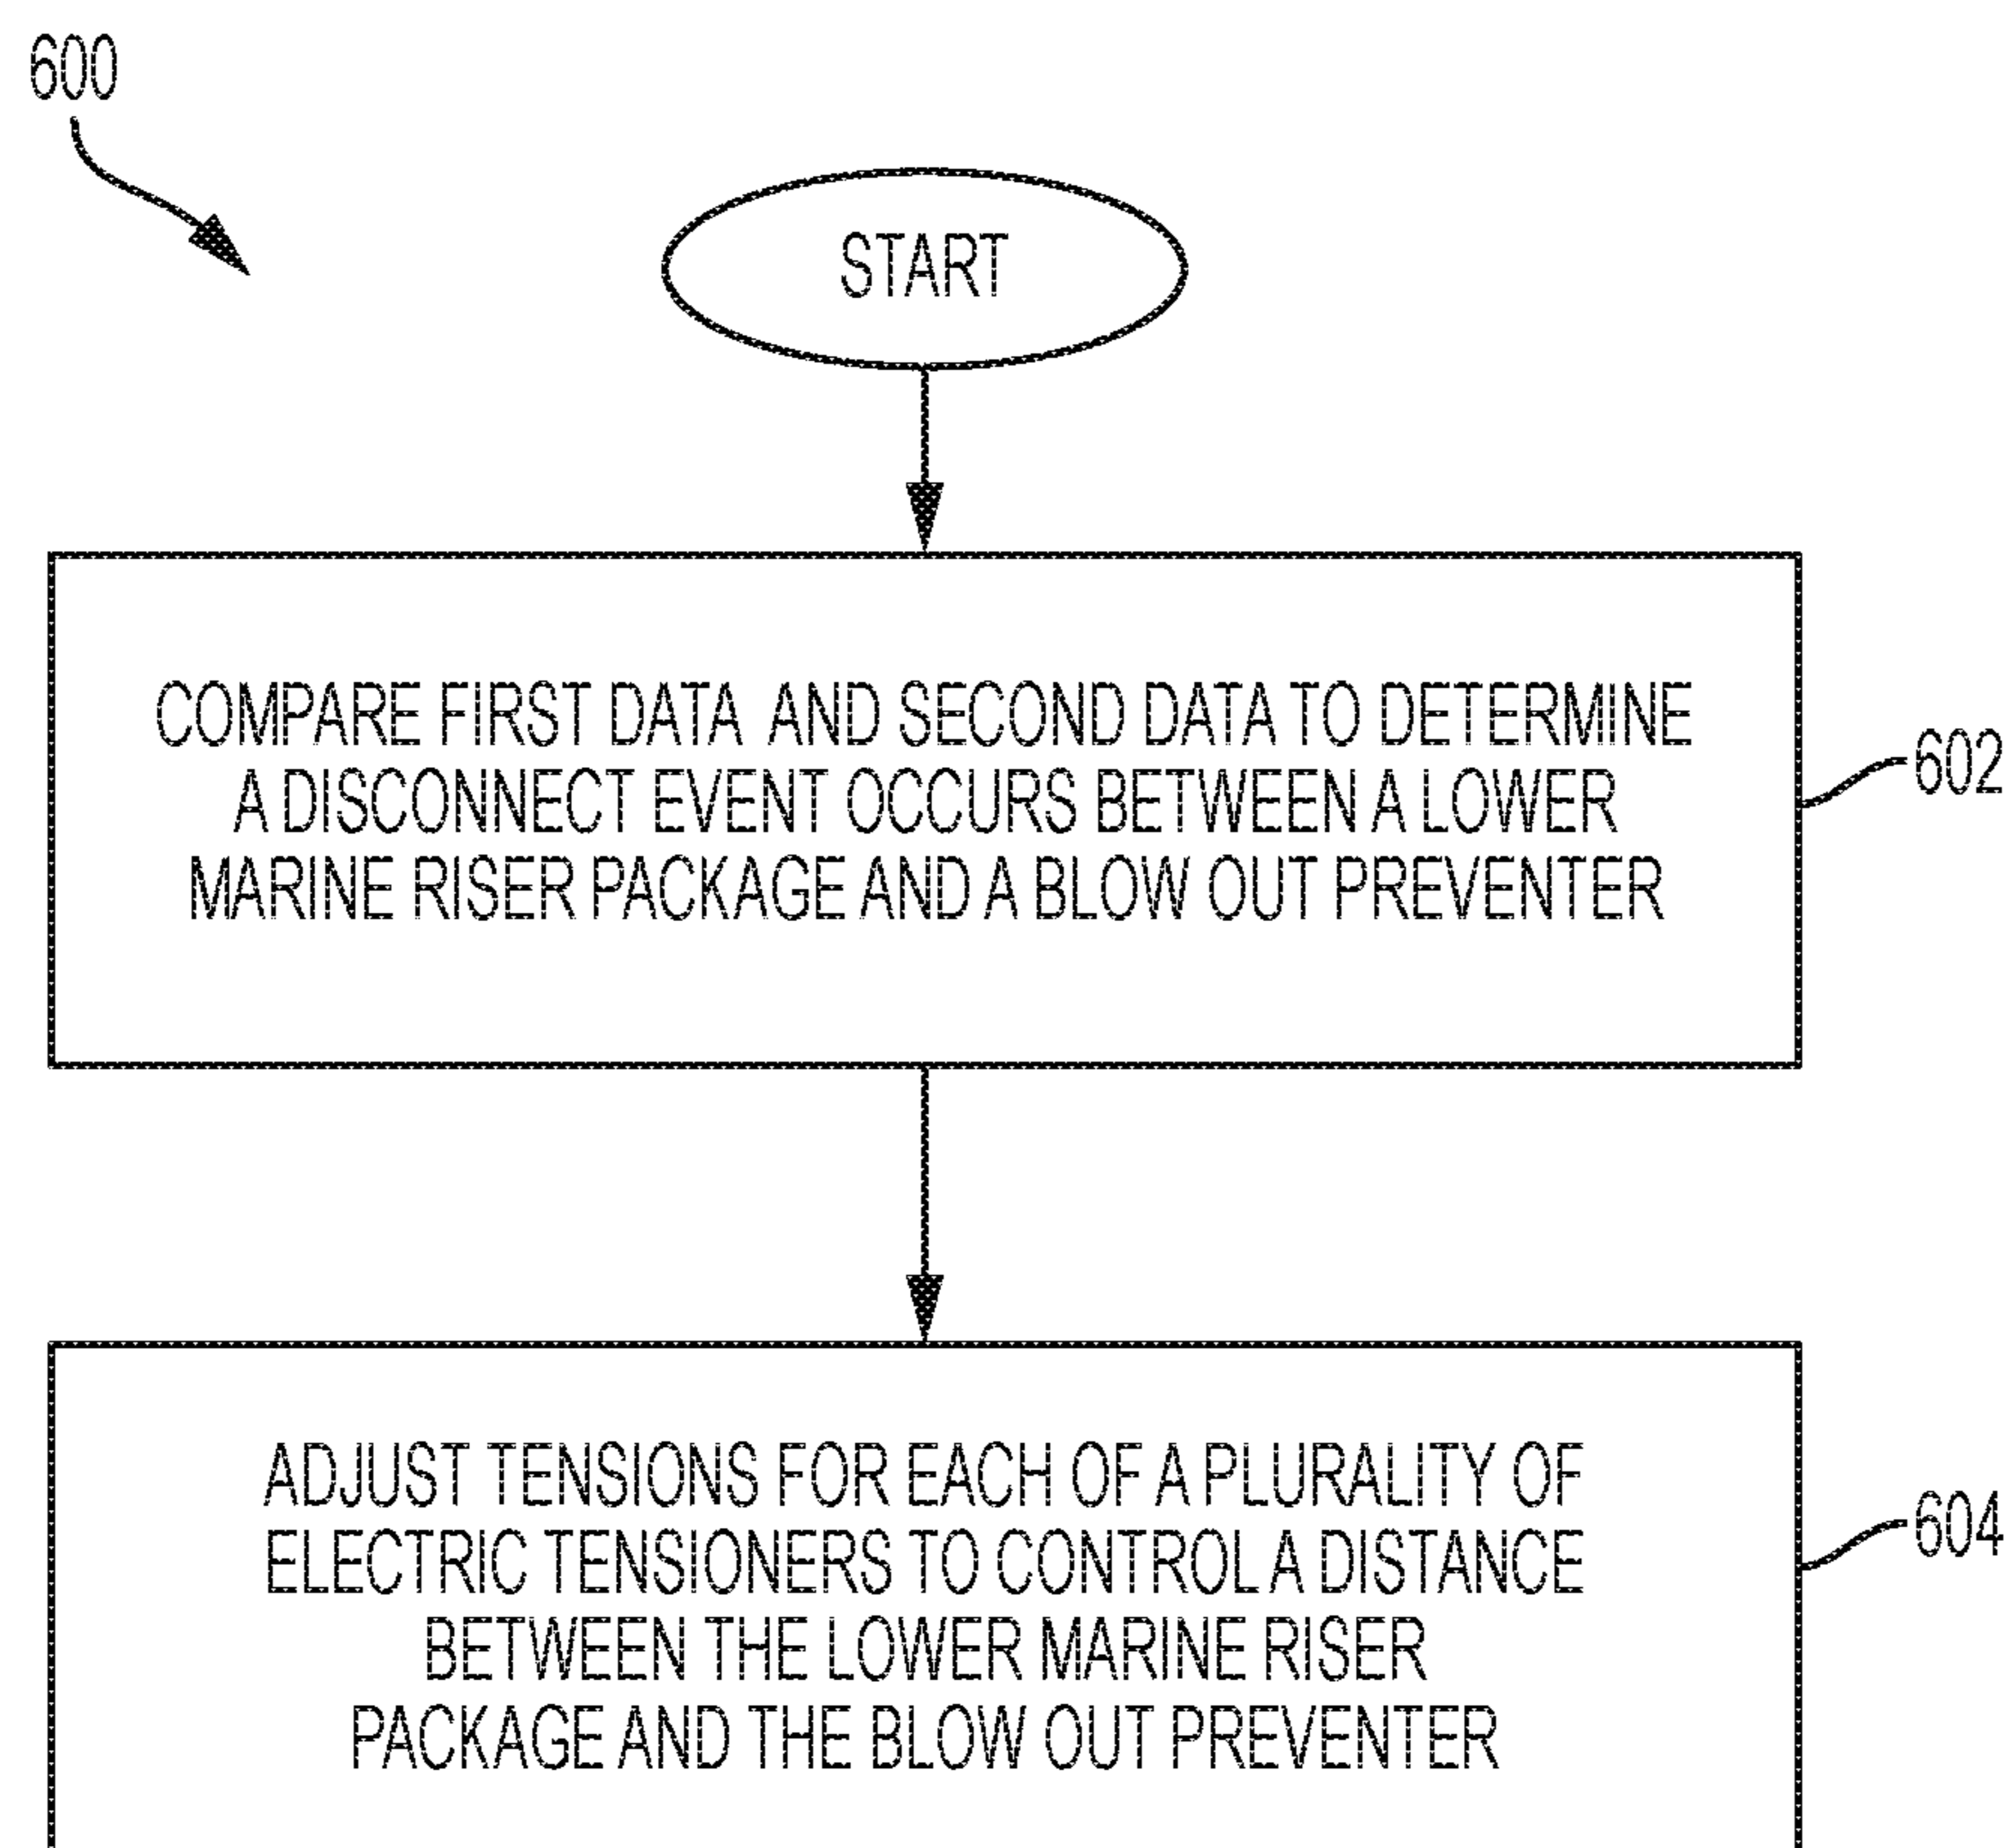 600
START
COMPARE FIRST DATA AND SECOND DATA TO DETERMINE
A DISCONNECT EVENT OCCURS BETWEEN A LOWER
MARINE RISER PACKAGE AND A BLOW OUT PREVENTER
602
ADJUST TENSIONS FOR EACH OF A PLURALITY OF
ELECTRIC TENSIONERS TO CONTROL A DISTANCE
BETWEEN THE LOWER MARINE RISER
PACKAGE AND THE BLOW OUT PREVENTER
604